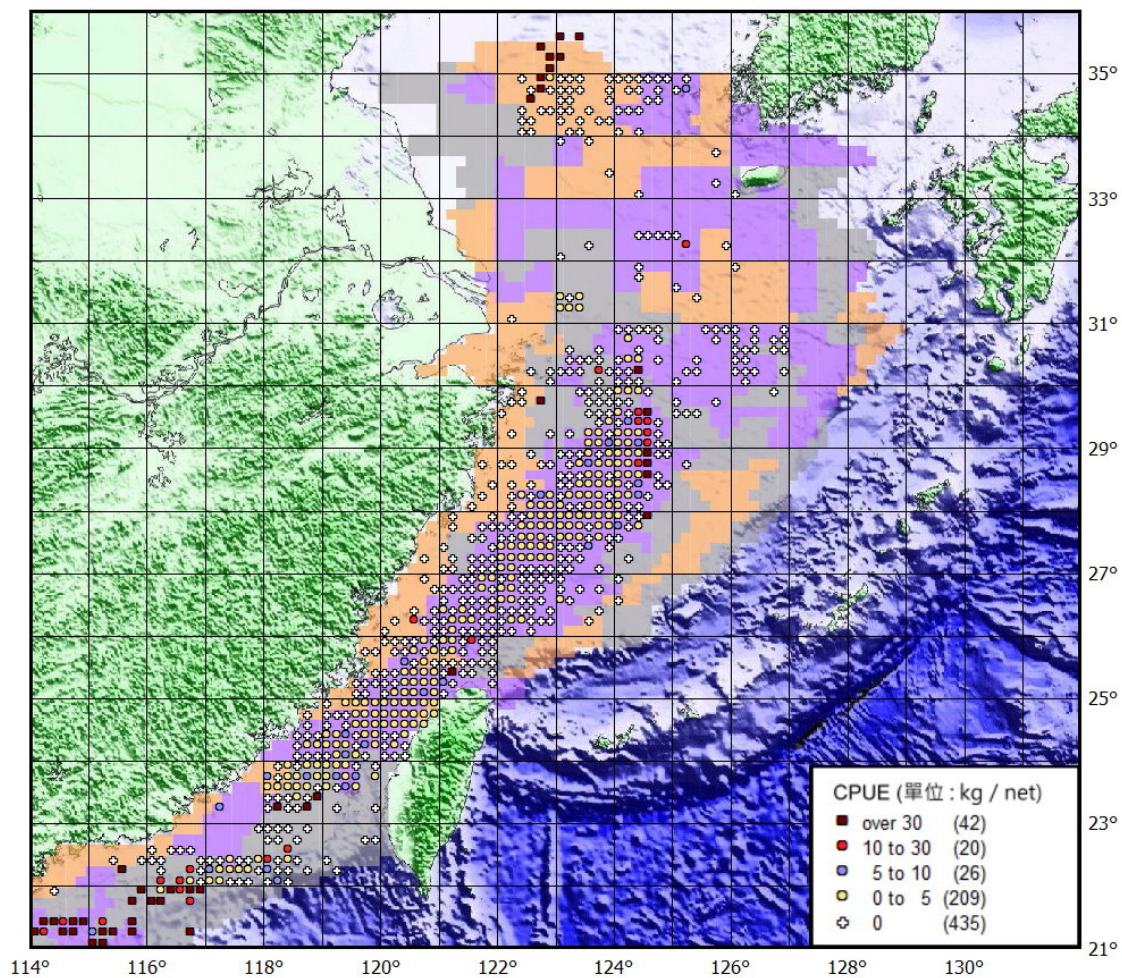 35°
33°
31°
29°
27°
25°
CPUE (單位 : kg / net)
over 30 (42)
10 to 30 (20)
5 to 10 (26)
0 to 5 (209)
0 (435)
23°
21°
114° 116° 118° 120° 122° 124° 126° 128° 130°